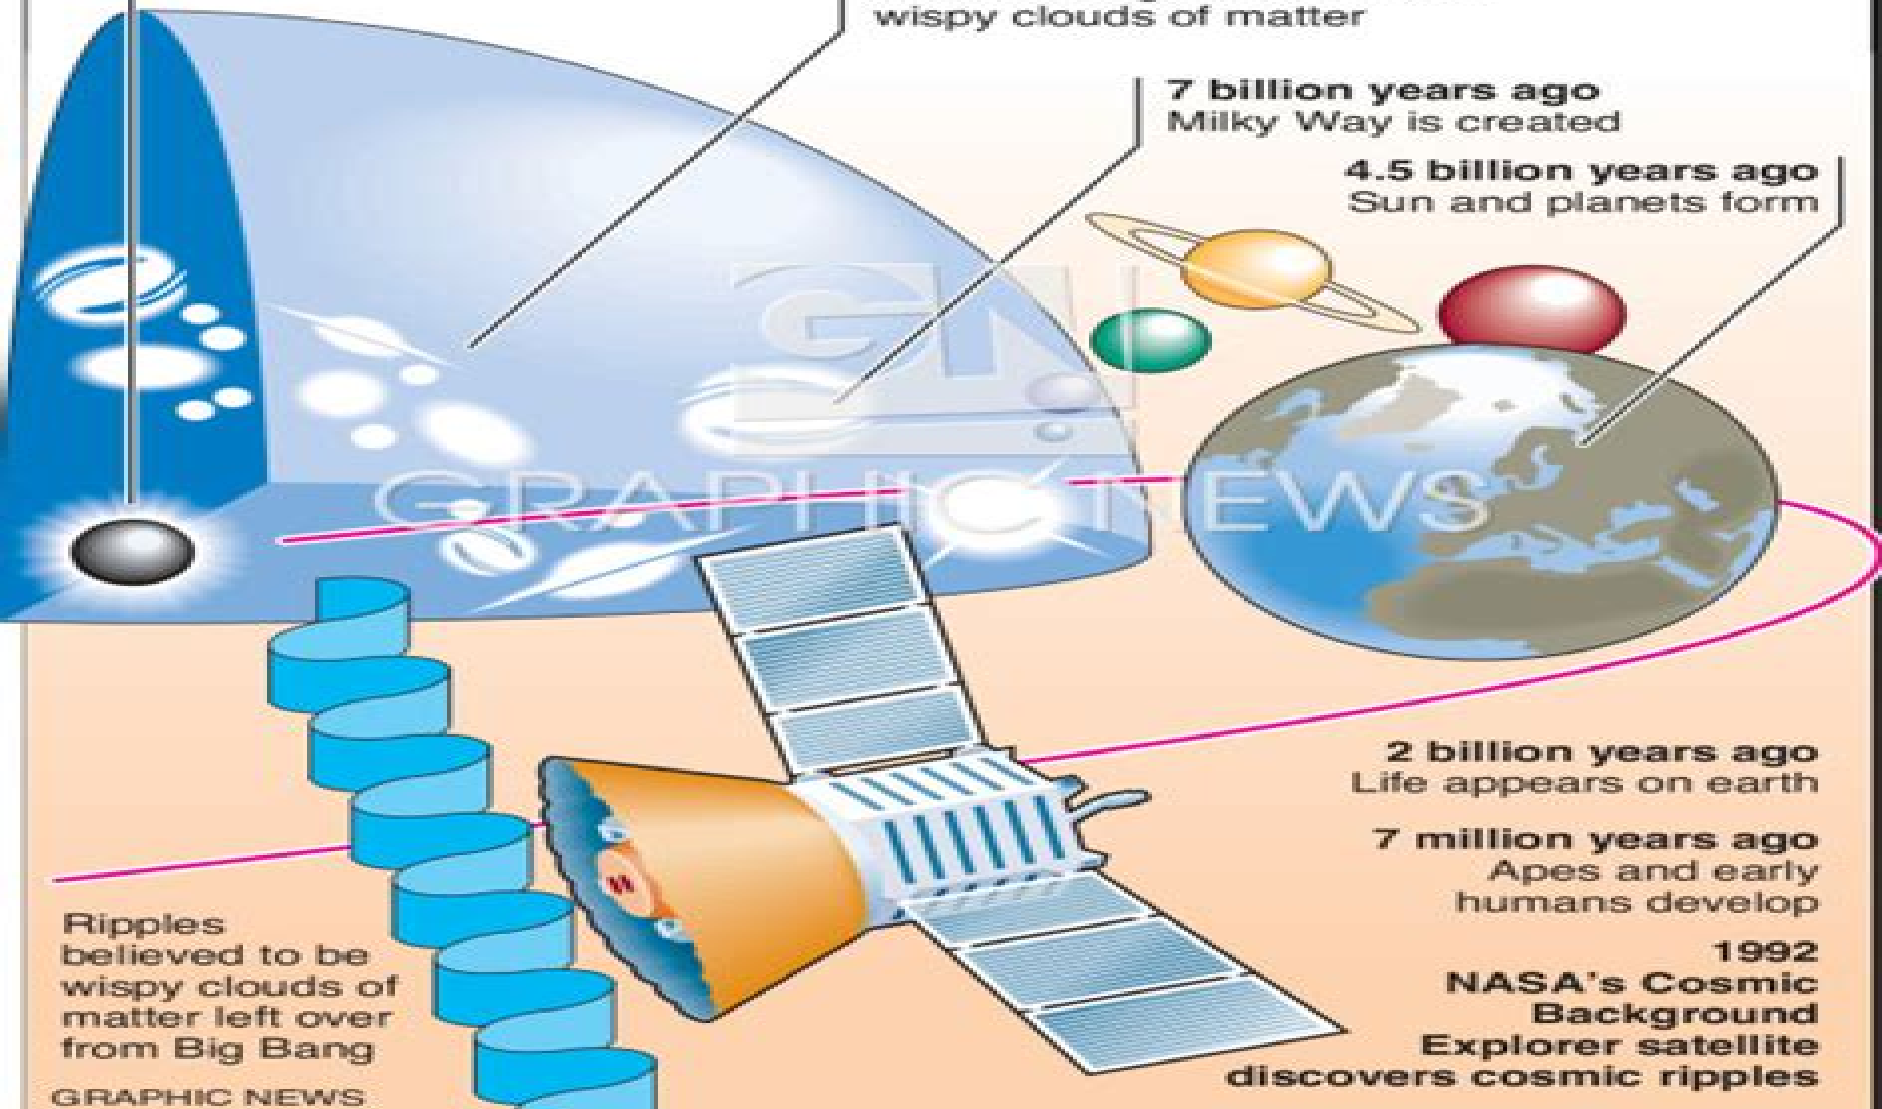 wispy clouds of matter
7 billion years ago
Milky Way is created
4.5 billion years ago
Sun and planets form
GN
GRAPHIC NEWS
2 billion years ago
Life appears on earth
7 million years ago
Apes and early
humans develop
1992
NASA's Cosmic
Background
Explorer satellite
discovers cosmic ripples
Ripples
believed to be
wispy clouds of
matter left over
from Big Bang
GRAPHIC NEWS